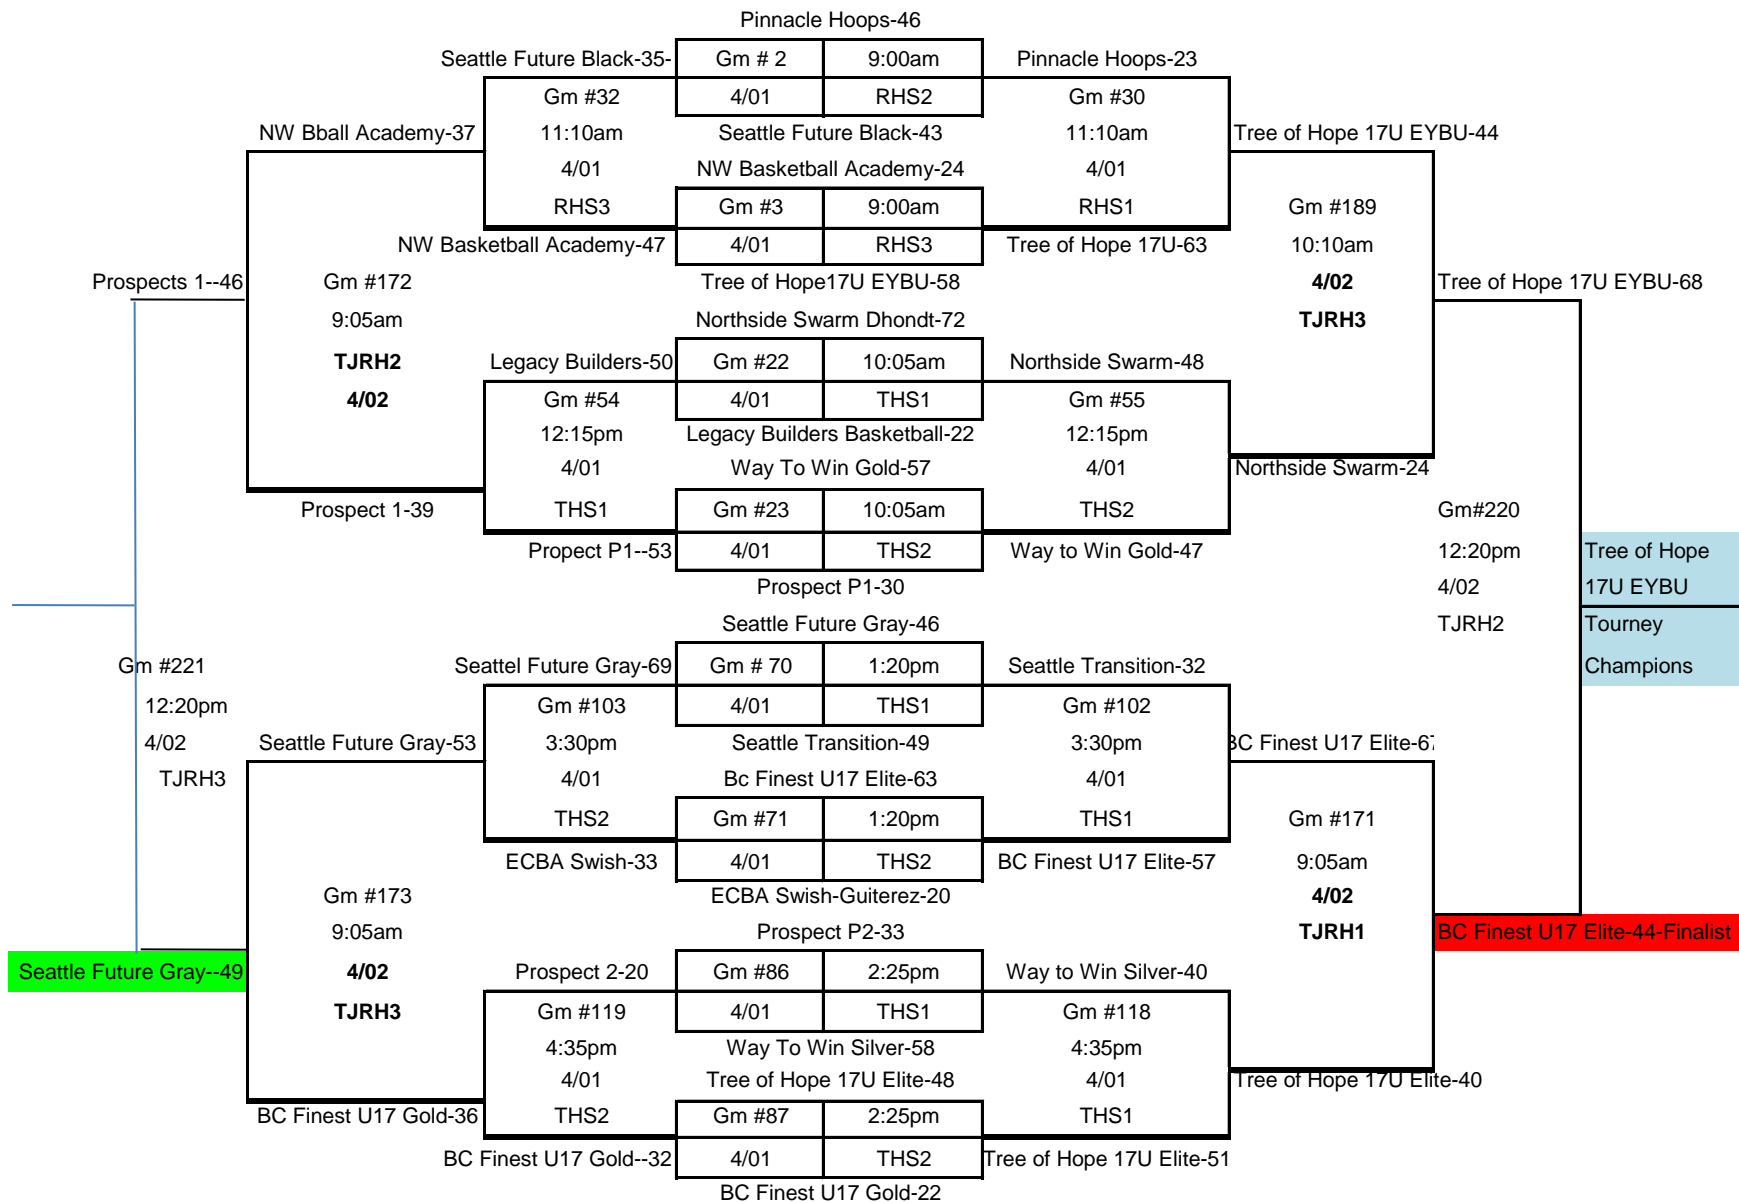 Pinnacle Hoops-46
Seattle Future Black-35- Gm # 2 9:00am Pinnacle Hoops-23
Gm #32 4/01 RHS2 Gm #30
NW Bball Academy-37 11:10am Seattle Future Black-43 11:10am Tree of Hope 17U EYBU-44
4/01 NW Basketball Academy-24 4/01
RHS3 Gm #3 9:00am RHS1 Gm #189
NW Basketball Academy-47 4/01 RHS3 Tree of Hope 17U-63 10:10am
Prospects 1--46 Gm #172 Tree of Hope17U EYBU-58 4/02 Tree of Hope 17U EYBU-68
9:05am Northside Swarm Dhondt-72 TJRH3
TJRH2 Legacy Builders-50 Gm #22 10:05am Northside Swarm-48
4/02 Gm #54 4/01 THS1 Gm #55
12:15pm Legacy Builders Basketball-22 12:15pm
4/01 Way To Win Gold-57 4/01 Northside Swarm-24
Prospect 1-39 THS1 Gm #23 10:05am THS2 Gm#220
Propect P1--53 4/01 THS2 Way to Win Gold-47 12:20pm Tree of Hope
Prospect P1-30 4/02 17U EYBU
Seattle Future Gray-46 TJRH2 Tourney
Gm #221 Seattel Future Gray-69 Gm # 70 1:20pm Seattle Transition-32 Champions
12:20pm Gm #103 4/01 THS1 Gm #102
4/02 Seattle Future Gray-53 3:30pm Seattle Transition-49 3:30pm BC Finest U17 Elite-67
TJRH3 4/01 Bc Finest U17 Elite-63 4/01
THS2 Gm #71 1:20pm THS1 Gm #171
ECBA Swish-33 4/01 THS2 BC Finest U17 Elite-57 9:05am
Gm #173 ECBA Swish-Guiterez-20 4/02
9:05am Prospect P2-33 TJRH1 BC Finest U17 Elite-44-Finalist
Seattle Future Gray--49 4/02 Prospect 2-20 Gm #86 2:25pm Way to Win Silver-40
TJRH3 Gm #119 4/01 THS1 Gm #118
4:35pm Way To Win Silver-58 4:35pm
4/01 Tree of Hope 17U Elite-48 4/01 Tree of Hope 17U Elite-40
BC Finest U17 Gold-36 THS2 Gm #87 2:25pm THS1
BC Finest U17 Gold--32 4/01 THS2 Tree of Hope 17U Elite-51
BC Finest U17 Gold-22